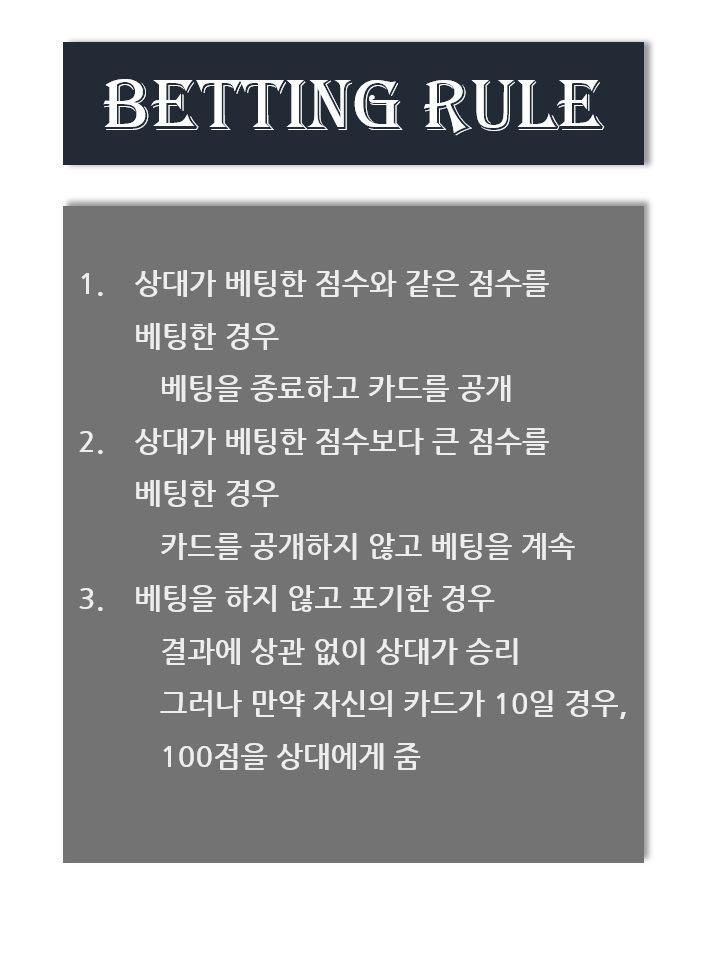 BETTING RULE
1. 상대가 베팅한 점수와 같은 점수를
베팅한 경우
베팅을 종료하고 카드를 공개
2. 상대가 베팅한 점수보다 큰 점수를
베팅한 경우
카드를 공개하지 않고 베팅을 계속
3. 베팅을 하지 않고 포기한 경우
결과에 상관 없이 상대가 승리
그러나 만약 자신의 카드가 10일 경우,
100점을 상대에게 줌